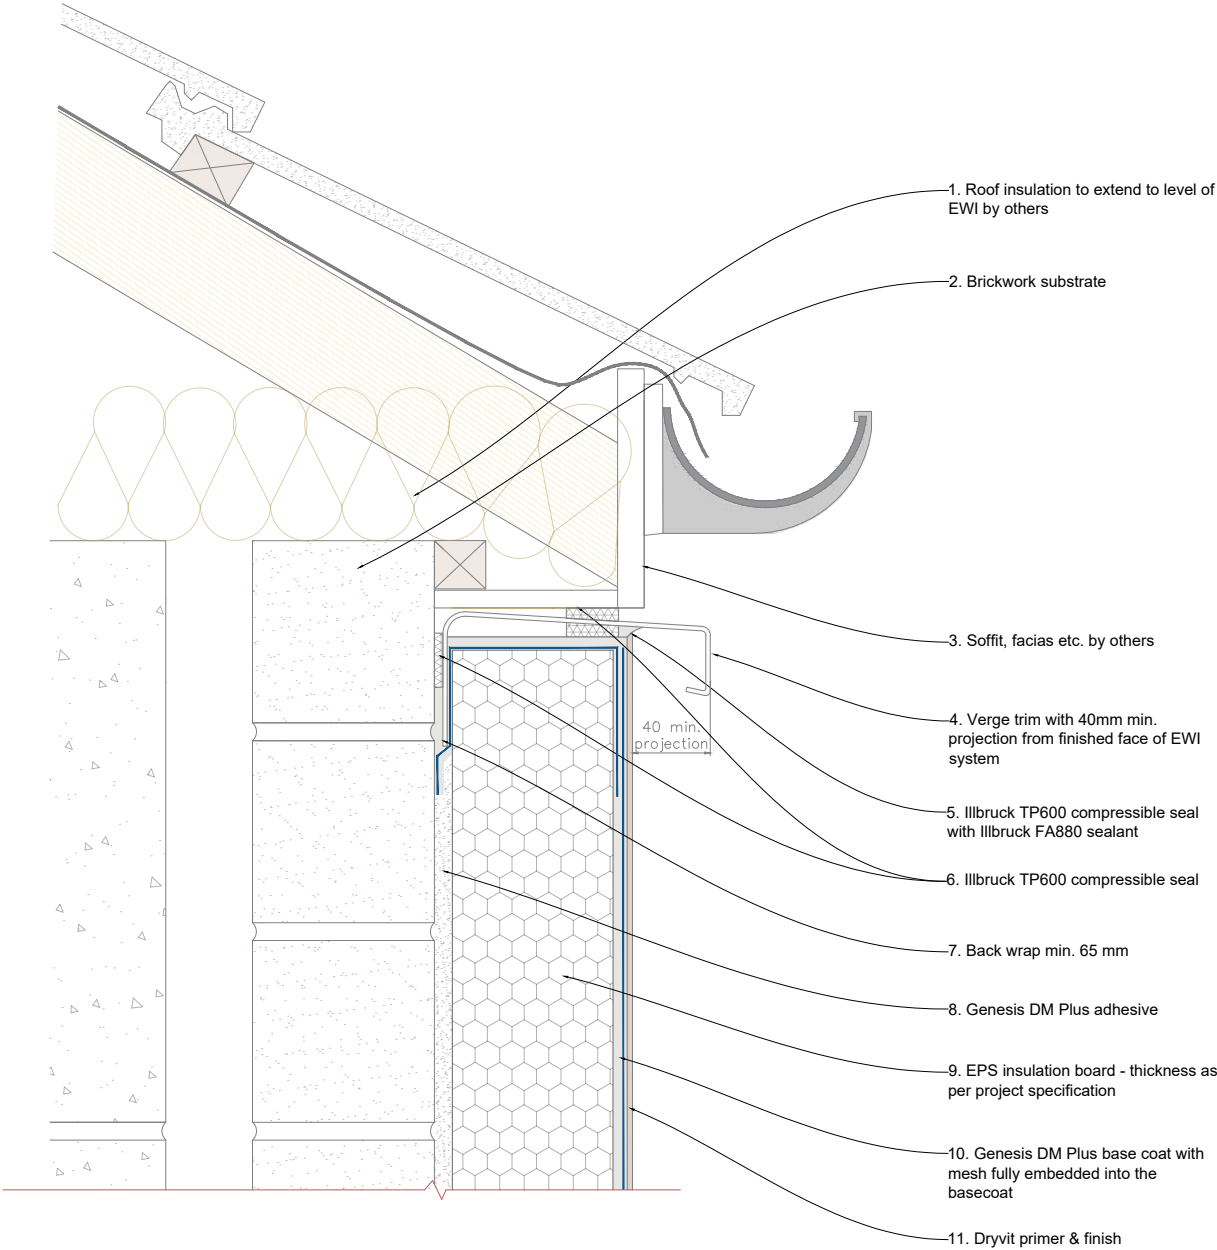 1. Roof insulation to extend to level of
EWI by others
2. Brickwork substrate
3. Soffit, facias etc. by others
4. Verge trim with 40mm min.
projection from finished face of EWI
system
40 min.
projection
5. Illbruck TP600 compressible seal
with Illbruck FA880 sealant
6. Illbruck TP600 compressible seal
7. Back wrap min. 65 mm
8. Genesis DM Plus adhesive
9. EPS insulation board - thickness as
per project specification
10. Genesis DM Plus base coat with
mesh fully embedded into the
basecoat
11. Dryvit primer & finish